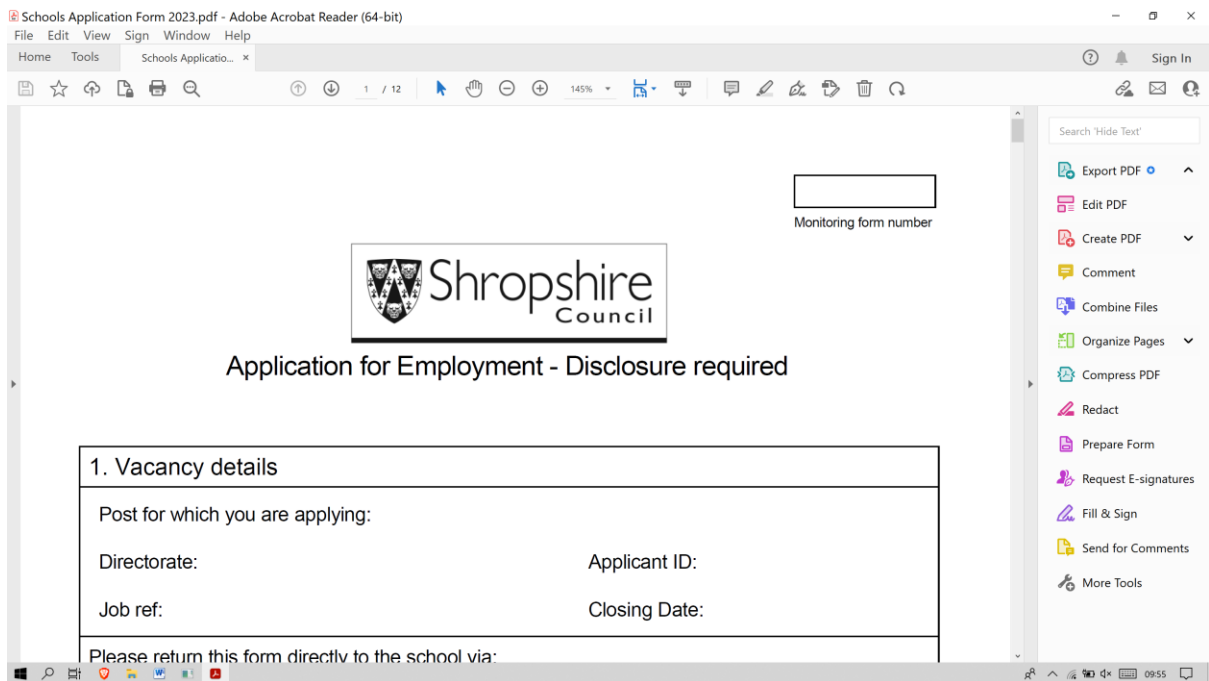 Schools Application Form 2023.pdf - Adobe Acrobat Reader (64-bit)
File Edit View Sign Window Help
Home Tools Schools Applicatio... × Sign In
1 / 12 145%
Search 'Hide Text'
Export PDF
Edit PDF
Create PDF
Comment
Combine Files
Organize Pages
Compress PDF
Redact
Prepare Form
Request E-signatures
Fill & Sign
Send for Comments
More Tools
Monitoring form number
Shropshire
Council
Application for Employment - Disclosure required
1. Vacancy details
Post for which you are applying:
Directorate: Applicant ID:
Job ref: Closing Date:
Please return this form directly to the school via:
09:55